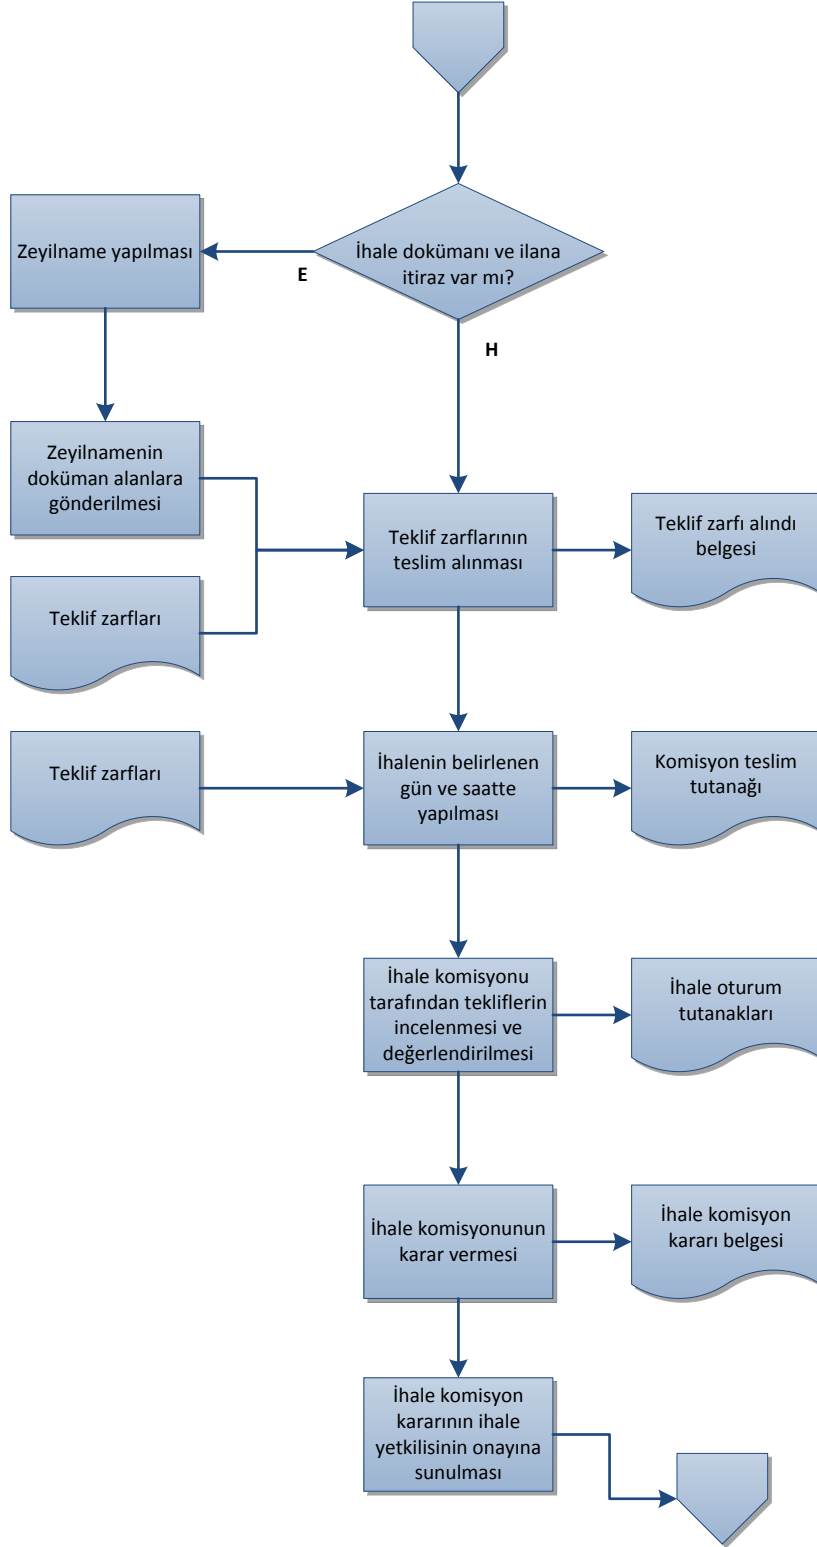 İhale dokümanı ve ilana
itiraz var mı?
Zeyilname yapılması
E
H
Zeyilnamenin
doküman alanlara
gönderilmesi
Teklif zarflarının
teslim alınması
Teklif zarfı alındı
belgesi
Teklif zarfları
Teklif zarfları
İhalenin belirlenen
gün ve saatte
yapılması
Komisyon teslim
tutanağı
İhale komisyonu
tarafından tekliflerin
incelenmesi ve
değerlendirilmesi
İhale oturum
tutanakları
İhale komisyonunun
karar vermesi
İhale komisyon
kararı belgesi
İhale komisyon
kararının ihale
yetkilisinin onayına
sunulması